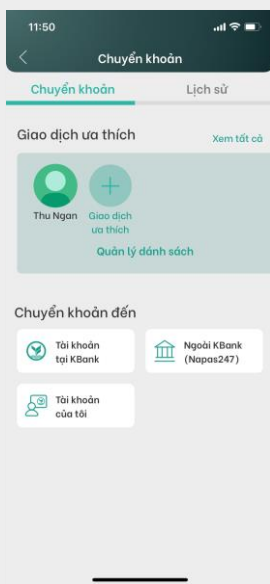 11:50
Chuyển khoản
Chuyển khoản
Lịch sử
Giao dịch ưa thích
Xem tất cả
Thu Ngan
Giao dịch
ưa thích
Quản lý dánh sách
Chuyển khoản đến
Tài khoản
tại KBank
Ngoài KBank
(Napas247)
Tài khoản
của tôi